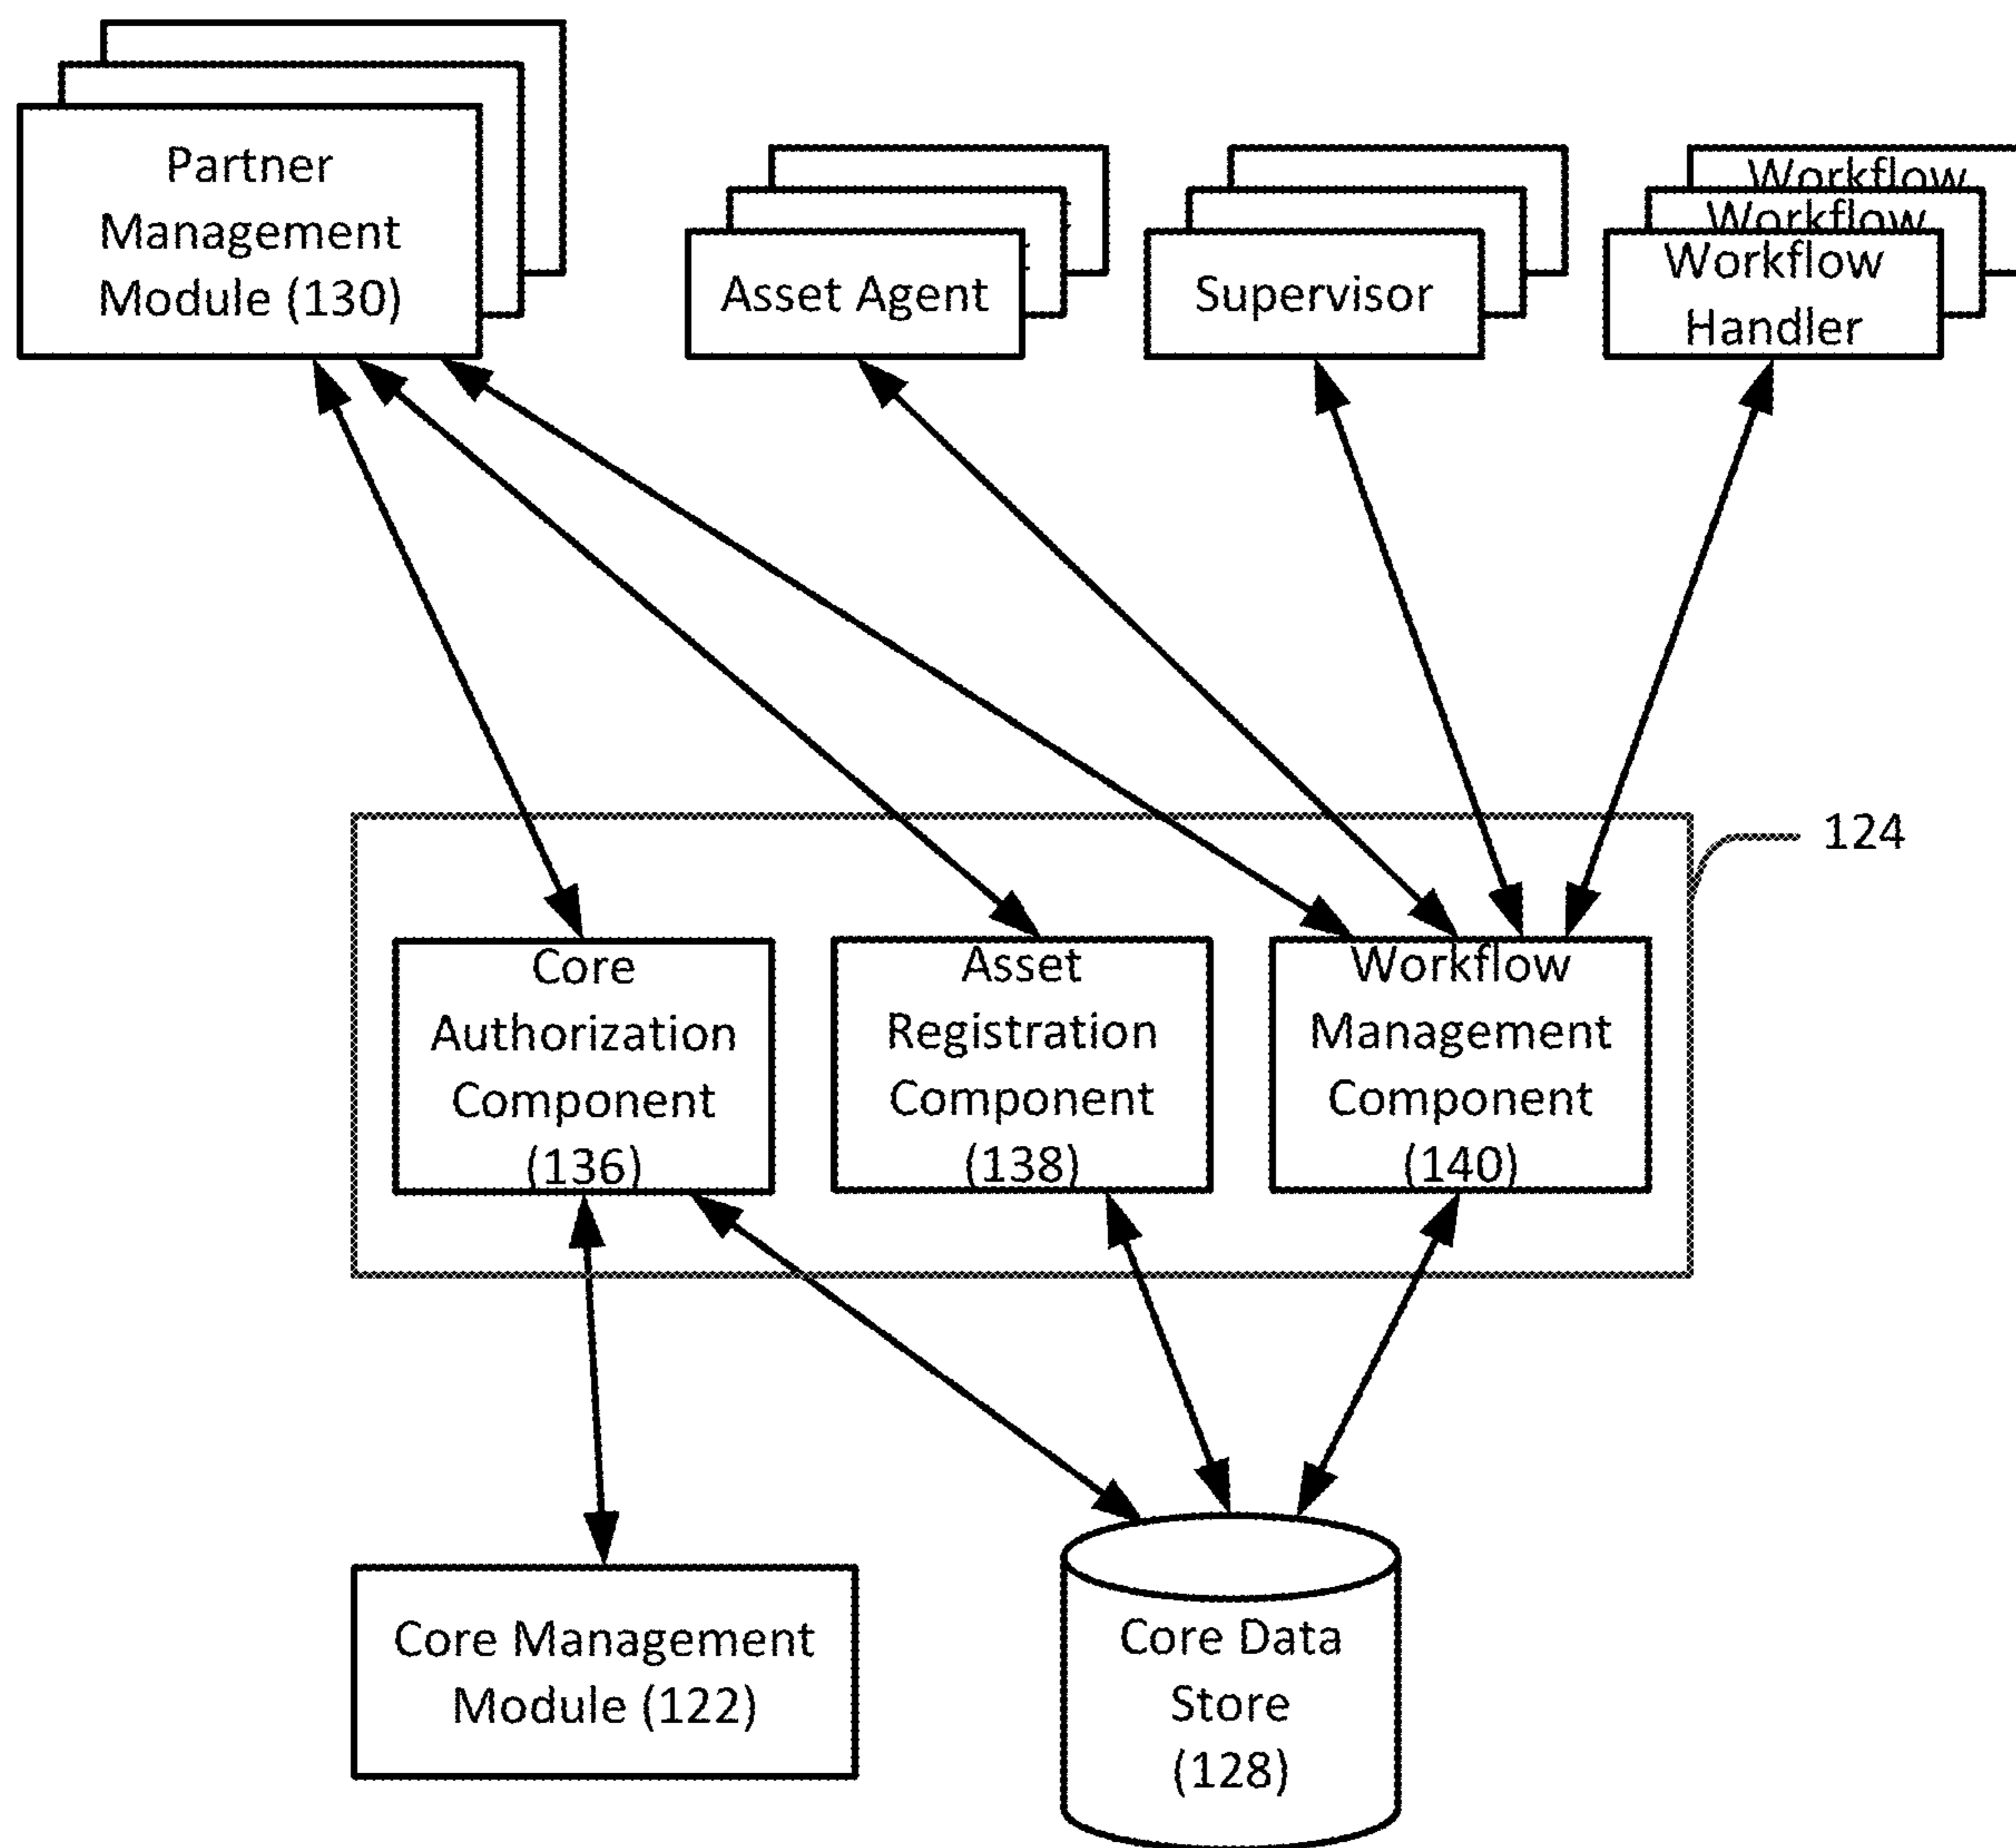 Partner
Management
Module (130)
Asset Agent
Supervisor
Workflow
Workflow
Workflow
Handler
124
Core
Authorization
Component
(136)
Asset
Registration
Component
(138)
Workflow
Management
Component
(140)
Core Management
Module (122)
Core Data
Store
(128)